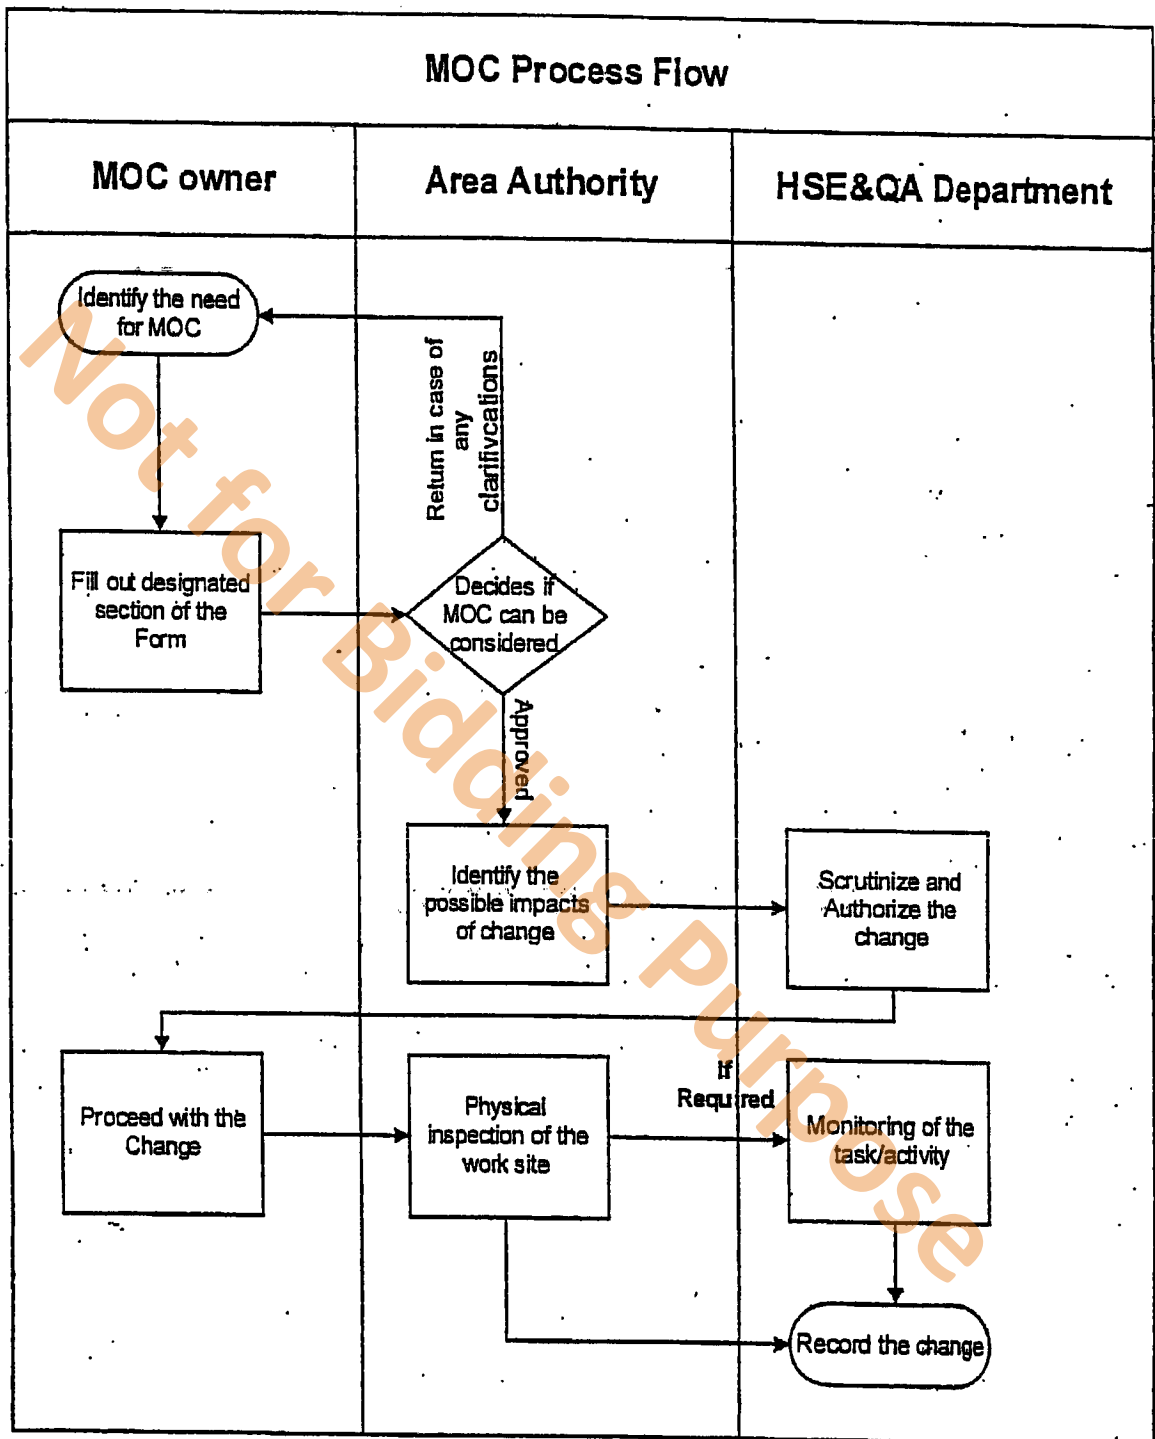 MOC Process Flow
MOC owner
Area Authority
HSE&QA Department
Identify the need
for MOC
Return in case of
any
clarifivcations
Fill out designated
section of the
Form
Decides if
MOC can be
considered
Approved
Identify the
possible impacts
of change
Scrutinize and
Authorize the
change
Proceed with the
Change
Physical
inspection of the
work site
If
Required
Monitoring of the
task/activity
Record the change
Not for Bidding Purpose